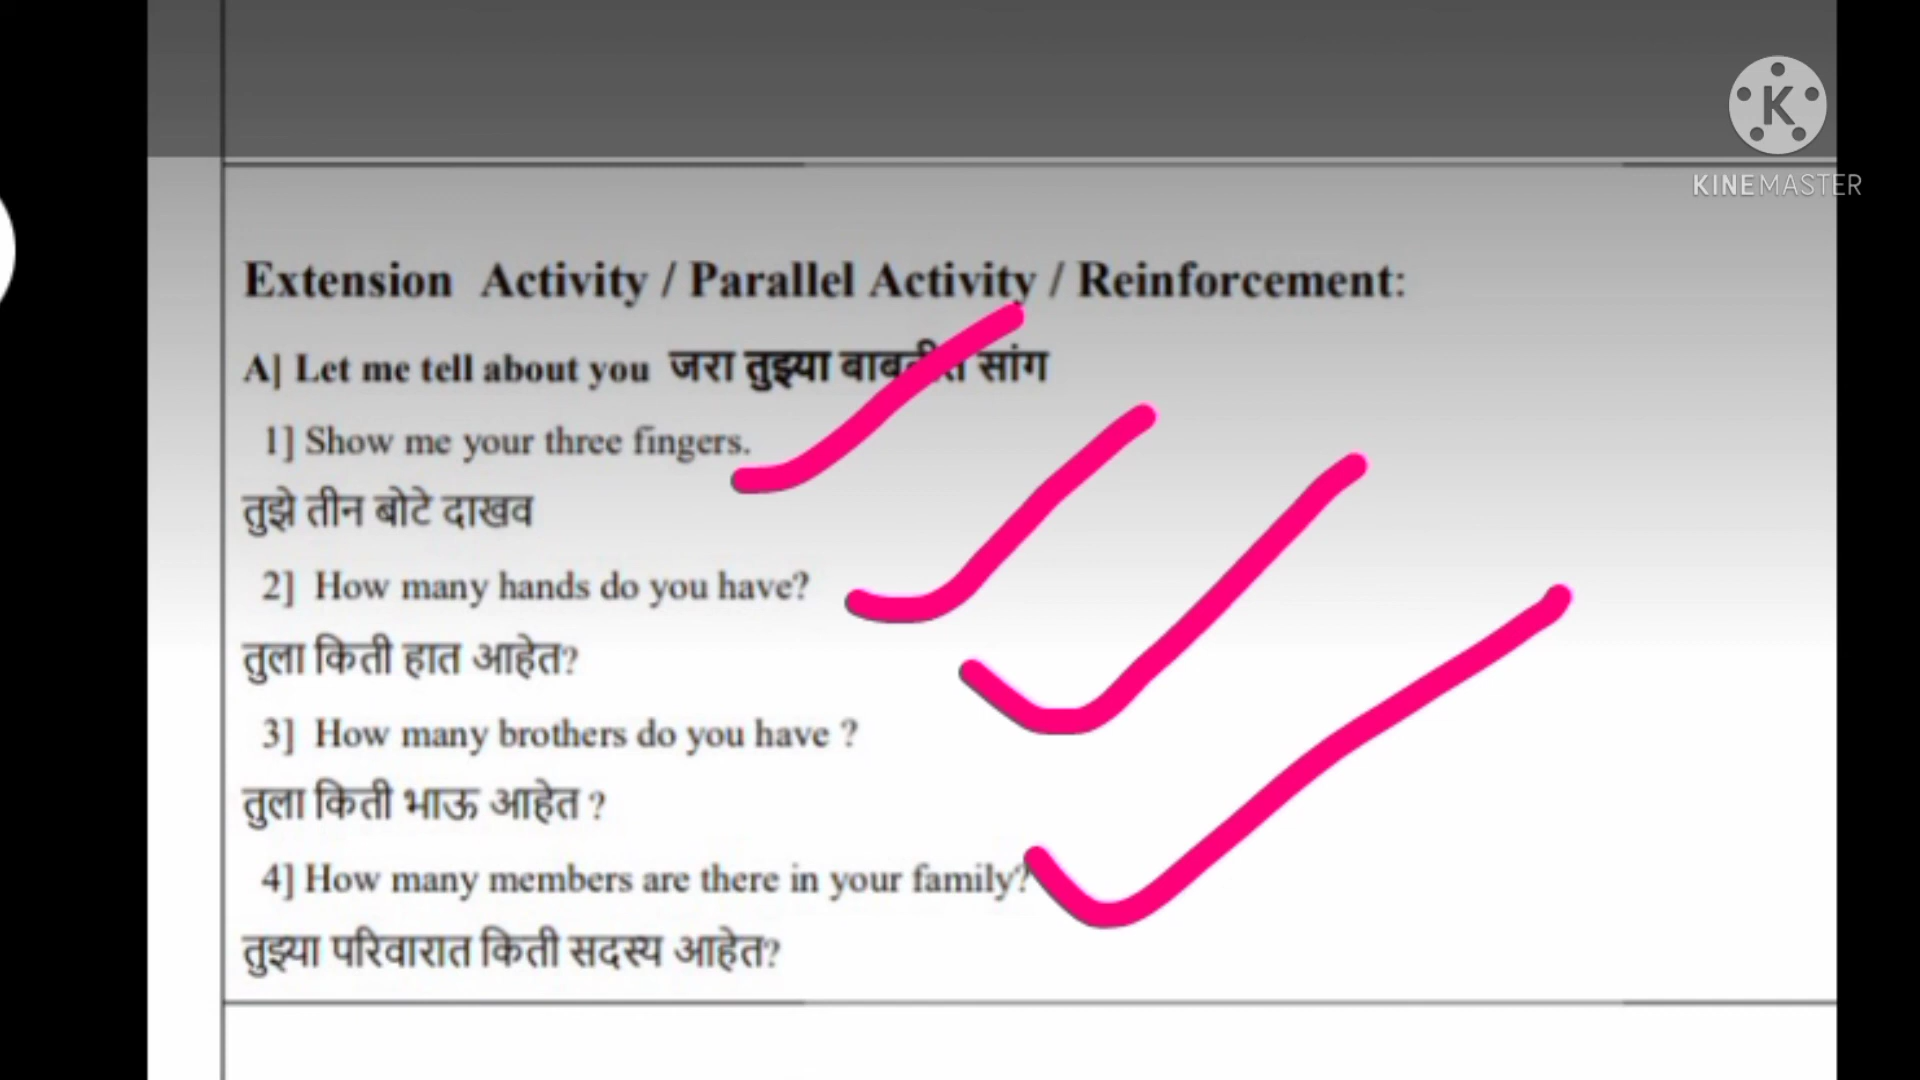 K
KINEMASTER
Extension Activity / Parallel Activity / Reinforcement:
A] Let me tell about you जरा तुझ्या सांग
1] Show me your three fingers.
तुझे तीन बोटे दाखव
2] How many hands do you have?
तुला किती हात आहेत?
3] How many brothers do you have ?
तुला किती भाऊ आहेत ?
4] How many members are there in your family?
तुझ्या परिवारात किती सदस्य आहेत?